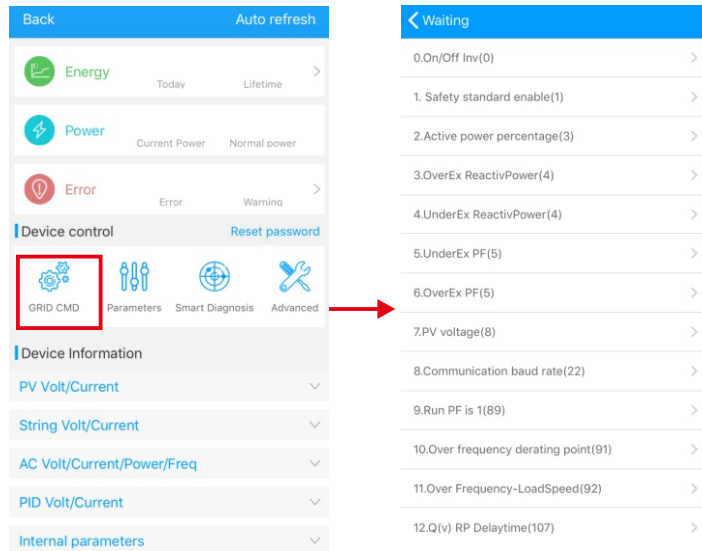 Back Auto refresh
Energy
Today Lifetime
Power
Current Power Normal power
Error
Error Warning
Device control Reset password
GRID CMD Parameters Smart Diagnosis Advanced
Device Information
PV Volt/Current
String Volt/Current
AC Volt/Current/Power/Freq
PID Volt/Current
Internal parameters
Waiting
0.On/Off Inv(0)
1. Safety standard enable(1)
2.Active power percentage(3)
3.OverEx ReactivPower(4)
4.UnderEx ReactivPower(4)
5.UnderEx PF(5)
6.OverEx PF(5)
7.PV voltage(8)
8.Communication baud rate(22)
9.Run PF is 1(89)
10.Over frequency derating point(91)
11.Over Frequency-LoadSpeed(92)
12.Q(v) RP Delaytime(107)